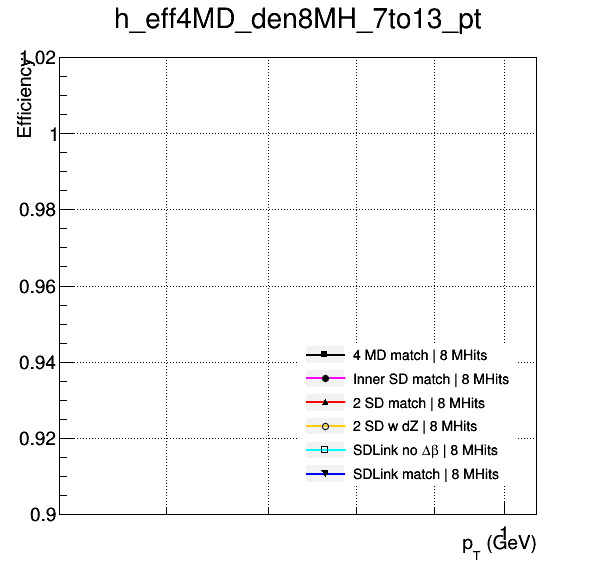 h_eff4MD_den8MH_7to13_pt
Efficiency
1.02
1
0.98
0.96
0.94
0.92
0.9
4 MD match | 8 MHits
Inner SD match | 8 MHits
2 SD match | 8 MHits
2 SD w dZ | 8 MHits
SDLink no Δβ | 8 MHits
SDLink match | 8 MHits
1
p_T (GeV)